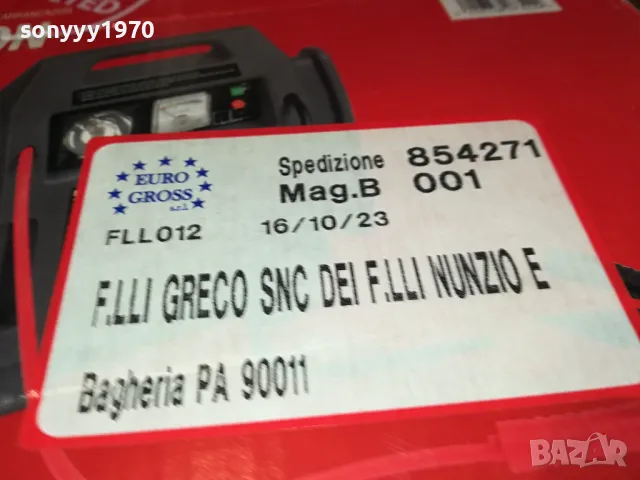 sonyyy1970
EURO
GROSS
s.r.l.
Spedizione 854271
Mag.B 001
FLL012 16/10/23
F.LLI GRECO SNC DEI F.LLI NUNZIO E
Bagheria PA 90011
BAZAR